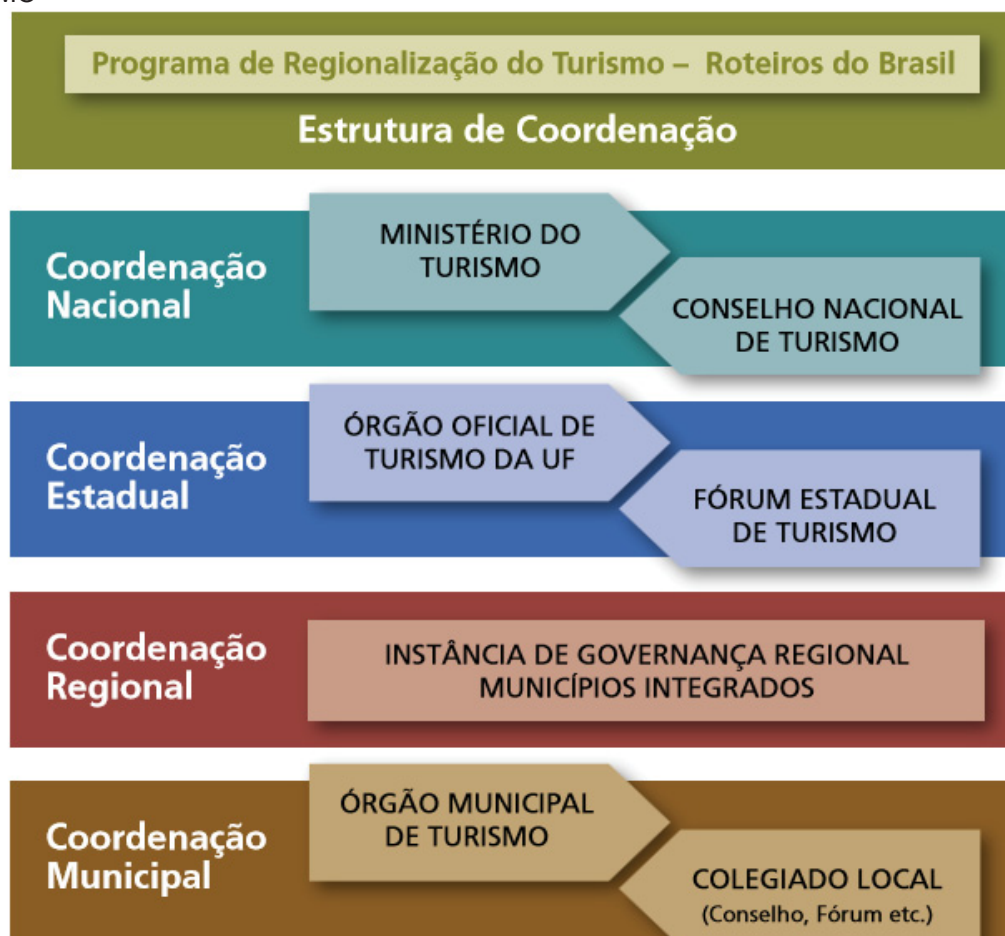 Programa de Regionalização do Turismo – Roteiros do Brasil
Estrutura de Coordenação
Coordenação
Nacional
MINISTÉRIO DO
TURISMO
CONSELHO NACIONAL
DE TURISMO
Coordenação
Estadual
ÓRGÃO OFICIAL DE
TURISMO DA UF
FÓRUM ESTADUAL
DE TURISMO
Coordenação
Regional
INSTÂNCIA DE GOVERNANÇA REGIONAL
MUNICÍPIOS INTEGRADOS
Coordenação
Municipal
ÓRGÃO MUNICIPAL
DE TURISMO
COLEGIADO LOCAL
(Conselho, Fórum etc.)